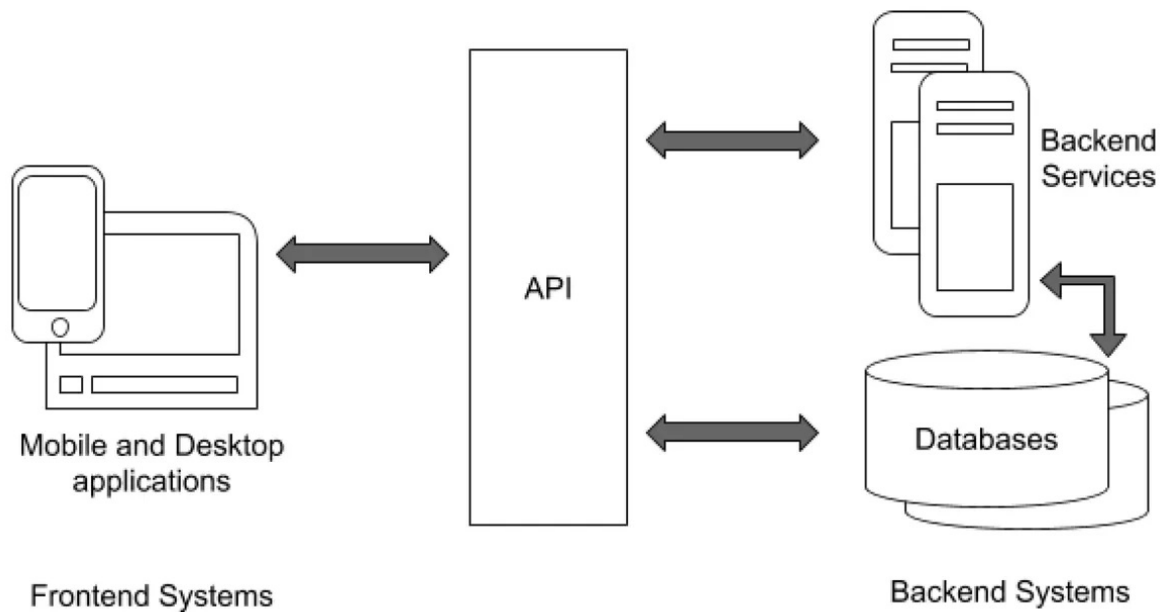 Backend
Services
API
Databases
Mobile and Desktop
applications
Frontend Systems
Backend Systems